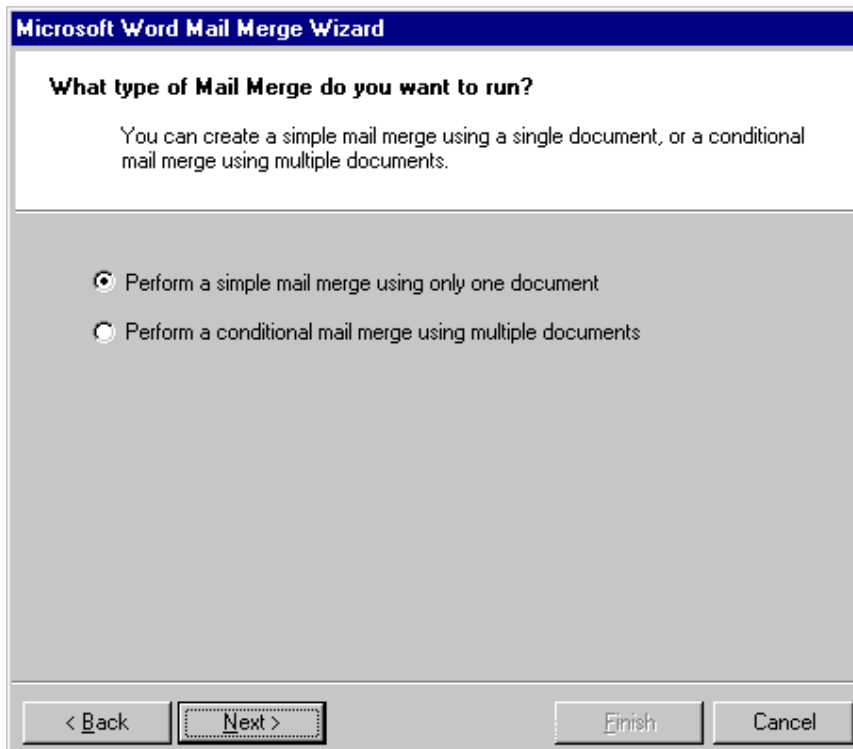 Microsoft Word Mail Merge Wizard
What type of Mail Merge do you want to run?
You can create a simple mail merge using a single document, or a conditional
mail merge using multiple documents.
Perform a simple mail merge using only one document
Perform a conditional mail merge using multiple documents
< Back Next > Finish Cancel